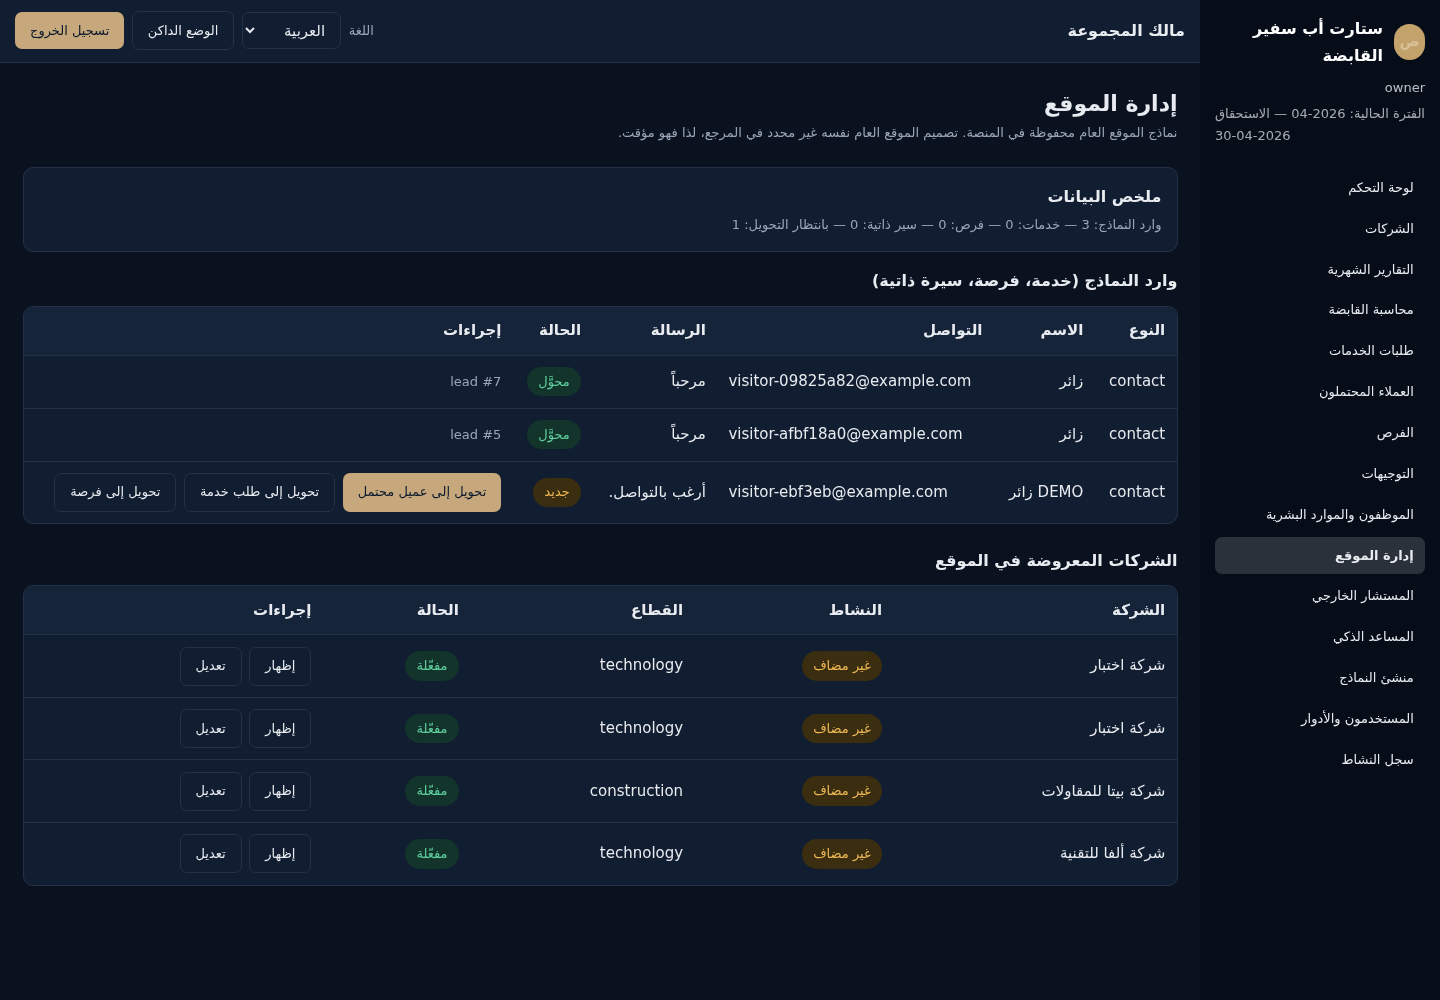 ص
ستارت أب سفير
القابضة
owner
الفترة الحالية: 2026-04 — الاستحقاق
2026-04-30
لوحة التحكم
الشركات
التقارير الشهرية
محاسبة القابضة
طلبات الخدمات
العملاء المحتملون
الفرص
التوجيهات
الموظفون والموارد البشرية
إدارة الموقع
المستشار الخارجي
المساعد الذكي
منشئ النماذج
المستخدمون والأدوار
سجل النشاط
مالك المجموعة
اللغة العربية الوضع الداكن تسجيل الخروج
إدارة الموقع
نماذج الموقع العام محفوظة في المنصة. تصميم الموقع العام نفسه غير محدد في المرجع، لذا فهو مؤقت.
ملخص البيانات
وارد النماذج: 3 — خدمات: 0 — فرص: 0 — سير ذاتية: 0 — بانتظار التحويل: 1
وارد النماذج (خدمة، فرصة، سيرة ذاتية)
النوع الاسم التواصل الرسالة الحالة إجراءات
contact زائر visitor-09825a82@example.com مرحباً محوَّل lead #7
contact زائر visitor-afbf18a0@example.com مرحباً محوَّل lead #5
contact زائر DEMO visitor-ebf3eb@example.com أرغب بالتواصل. جديد تحويل إلى عميل محتمل تحويل إلى طلب خدمة تحويل إلى فرصة
الشركات المعروضة في الموقع
الشركة النشاط القطاع الحالة إجراءات
شركة اختبار غير مضاف technology مفعّلة إظهار تعديل
شركة اختبار غير مضاف technology مفعّلة إظهار تعديل
شركة بيتا للمقاولات غير مضاف construction مفعّلة إظهار تعديل
شركة ألفا للتقنية غير مضاف technology مفعّلة إظهار تعديل